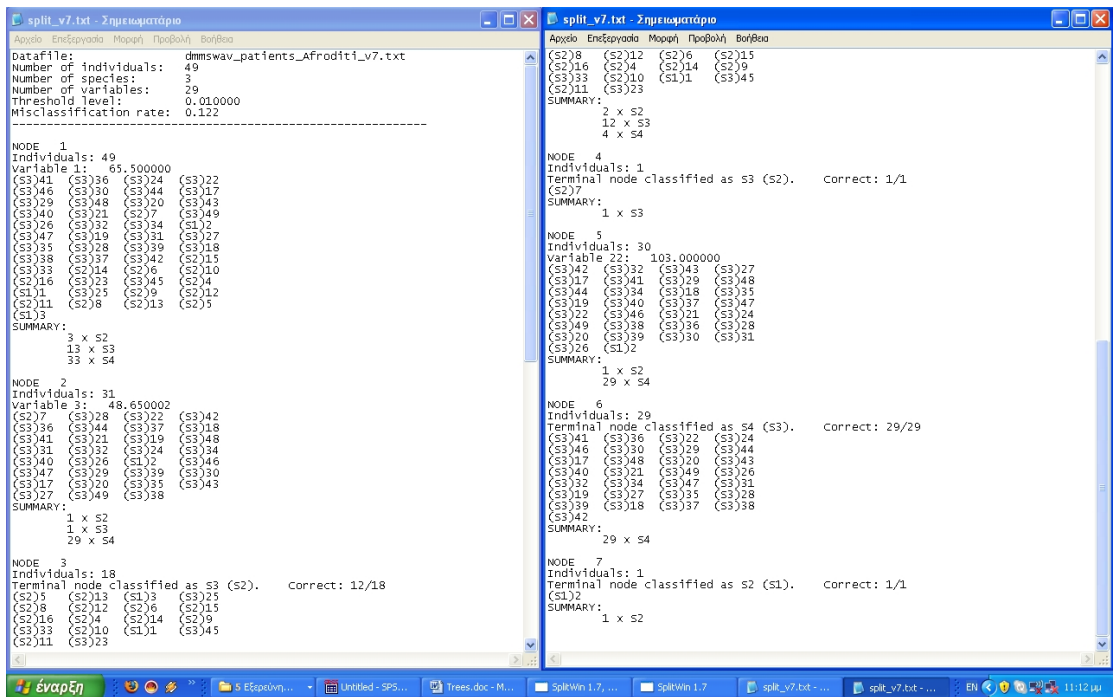 split_v7.txt - Σημειωματάριο
Αρχείο Επεξεργασία Μορφή Προβολή Βοήθεια
Datafile: dmmswav_patients_Afroditi_v7.txt
Number of individuals: 49
Number of species: 3
Number of variables: 29
Threshold level: 0.010000
Misclassification rate: 0.122
NODE 1
Individuals: 49
Variable 1: 65.500000
(S3)41 (S3)36 (S3)24 (S3)22
(S3)46 (S3)30 (S3)44 (S3)17
(S3)29 (S3)48 (S3)20 (S3)43
(S3)40 (S3)21 (S2)7 (S3)49
(S3)26 (S3)32 (S3)34 (S1)2
(S3)47 (S3)19 (S3)31 (S3)27
(S3)35 (S3)28 (S3)39 (S3)18
(S3)38 (S3)37 (S3)42 (S2)15
(S3)33 (S2)14 (S2)6 (S2)10
(S2)16 (S3)23 (S3)45 (S2)4
(S1)1 (S3)25 (S2)9 (S2)12
(S2)11 (S2)8 (S2)13 (S2)5
(S1)3
SUMMARY:
3 x S2
13 x S3
33 x S4
NODE 2
Individuals: 31
Variable 3: 48.650002
(S2)7 (S3)28 (S3)22 (S3)42
(S3)36 (S3)44 (S3)37 (S3)18
(S3)41 (S3)21 (S3)19 (S3)48
(S3)31 (S3)32 (S3)24 (S3)34
(S3)40 (S3)26 (S1)2 (S3)46
(S3)47 (S3)29 (S3)39 (S3)30
(S3)17 (S3)20 (S3)35 (S3)43
(S3)27 (S3)49 (S3)38
SUMMARY:
1 x S2
1 x S3
29 x S4
NODE 3
Individuals: 18
Terminal node classified as S3 (S2). Correct: 12/18
(S2)5 (S2)13 (S1)3 (S3)25
(S2)8 (S2)12 (S2)6 (S2)15
(S2)16 (S2)4 (S2)14 (S2)9
(S3)33 (S2)10 (S1)1 (S3)45
(S2)11 (S3)23
split_v7.txt - Σημειωματάριο
Αρχείο Επεξεργασία Μορφή Προβολή Βοήθεια
(S2)8 (S2)12 (S2)6 (S2)15
(S2)16 (S2)4 (S2)14 (S2)9
(S3)33 (S2)10 (S1)1 (S3)45
(S2)11 (S3)23
SUMMARY:
2 x S2
12 x S3
4 x S4
NODE 4
Individuals: 1
Terminal node classified as S3 (S2). Correct: 1/1
(S2)7
SUMMARY:
1 x S3
NODE 5
Individuals: 30
Variable 22: 103.000000
(S3)42 (S3)32 (S3)43 (S3)27
(S3)17 (S3)41 (S3)29 (S3)48
(S3)44 (S3)34 (S3)18 (S3)35
(S3)19 (S3)40 (S3)37 (S3)47
(S3)22 (S3)46 (S3)21 (S3)24
(S3)49 (S3)38 (S3)36 (S3)28
(S3)20 (S3)39 (S3)30 (S3)31
(S3)26 (S1)2
SUMMARY:
1 x S2
29 x S4
NODE 6
Individuals: 29
Terminal node classified as S4 (S3). Correct: 29/29
(S3)41 (S3)36 (S3)22 (S3)24
(S3)46 (S3)30 (S3)29 (S3)44
(S3)17 (S3)48 (S3)20 (S3)43
(S3)40 (S3)21 (S3)49 (S3)26
(S3)32 (S3)34 (S3)47 (S3)31
(S3)19 (S3)27 (S3)35 (S3)28
(S3)39 (S3)18 (S3)37 (S3)38
(S3)42
SUMMARY:
29 x S4
NODE 7
Individuals: 1
Terminal node classified as S2 (S1). Correct: 1/1
(S1)2
SUMMARY:
1 x S2
έναρξη 5 Εξερεύνη... Untitled - SPS... Trees.doc - M... SplitWin 1.7, ... SplitWin 1.7 split_v7.txt - ... split_v7.txt - ... EN 11:12 μμ